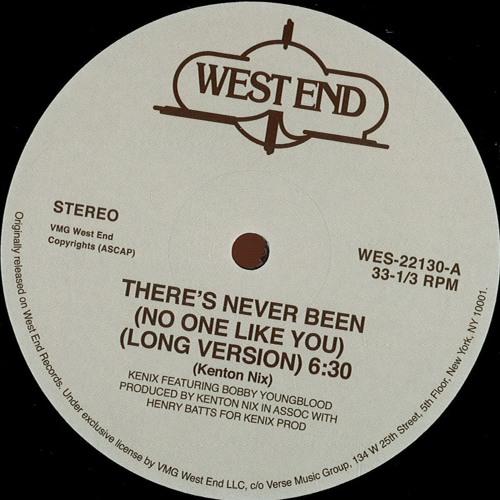 WEST END
STEREO
VMG West End
Copyrights (ASCAP)
WES-22130-A
33-1/3 RPM
THERE'S NEVER BEEN
(NO ONE LIKE YOU)
(LONG VERSION) 6:30
(Kenton Nix)
KENIX FEATURING BOBBY YOUNGBLOOD
PRODUCED BY KENTON NIX IN ASSOC WITH
HENRY BATTS FOR KENIX PROD
Originally released on West End Records. Under exclusive license by VMG West End LLC, c/o Verse Music Group, 134 W 25th Street, 5th Floor, New York, NY 10001.